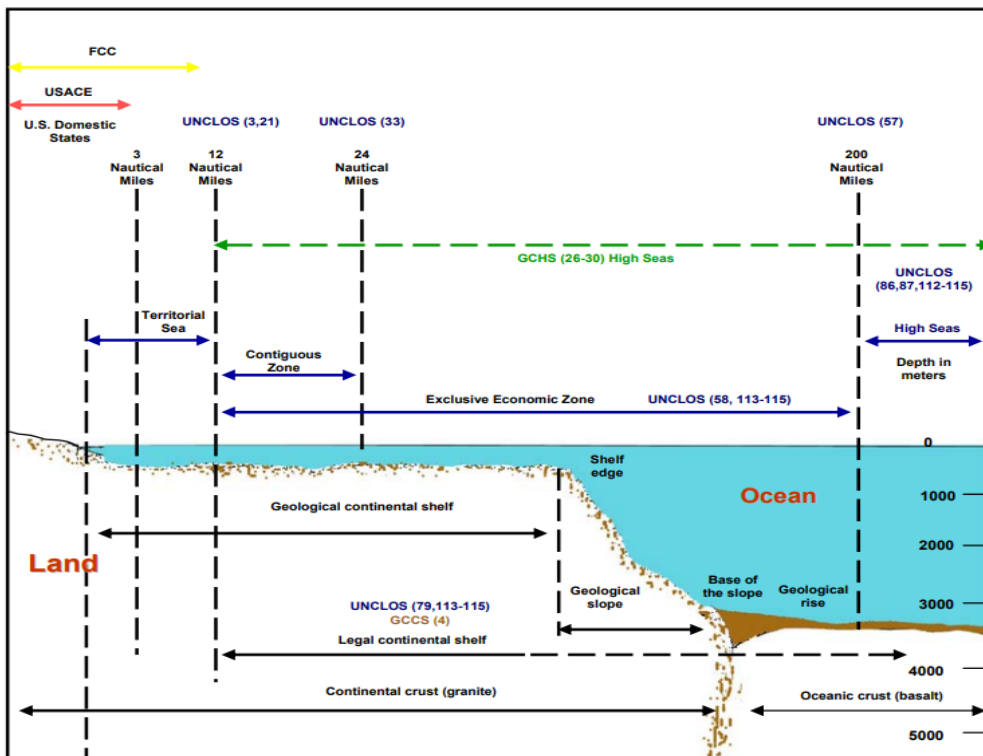 FCC
USACE
U.S. Domestic
States
UNCLOS (3,21)
UNCLOS (33)
UNCLOS (57)
3
Nautical
Miles
12
Nautical
Miles
24
Nautical
Miles
200
Nautical
Miles
GCHS (26-30) High Seas
UNCLOS
(86,87,112-115)
Territorial
Sea
High Seas
Contiguous
Zone
Depth in
meters
Exclusive Economic Zone
UNCLOS (58, 113-115)
0
Shelf
edge
Ocean
1000
Geological continental shelf
2000
Land
Geological
slope
Base of
the slope
Geological
rise
3000
UNCLOS (79,113-115)
GCCS (4)
Legal continental shelf
4000
Continental crust (granite)
Oceanic crust (basalt)
5000